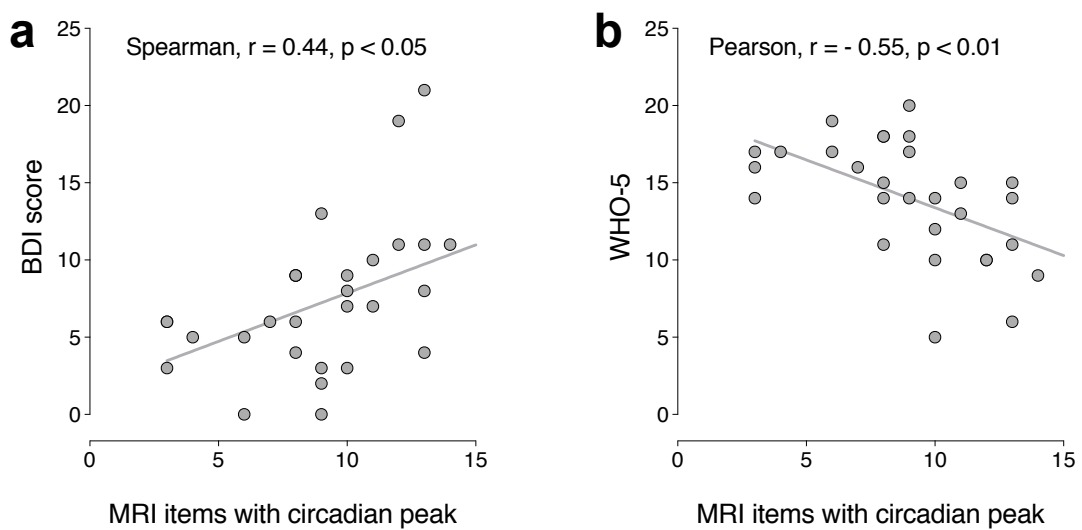 a
Spearman, r = 0.44, p < 0.05
BDI score
25
20
15
10
5
0
0 5 10 15
MRI items with circadian peak
b
Pearson, r = - 0.55, p < 0.01
WHO-5
25
20
15
10
5
0
0 5 10 15
MRI items with circadian peak